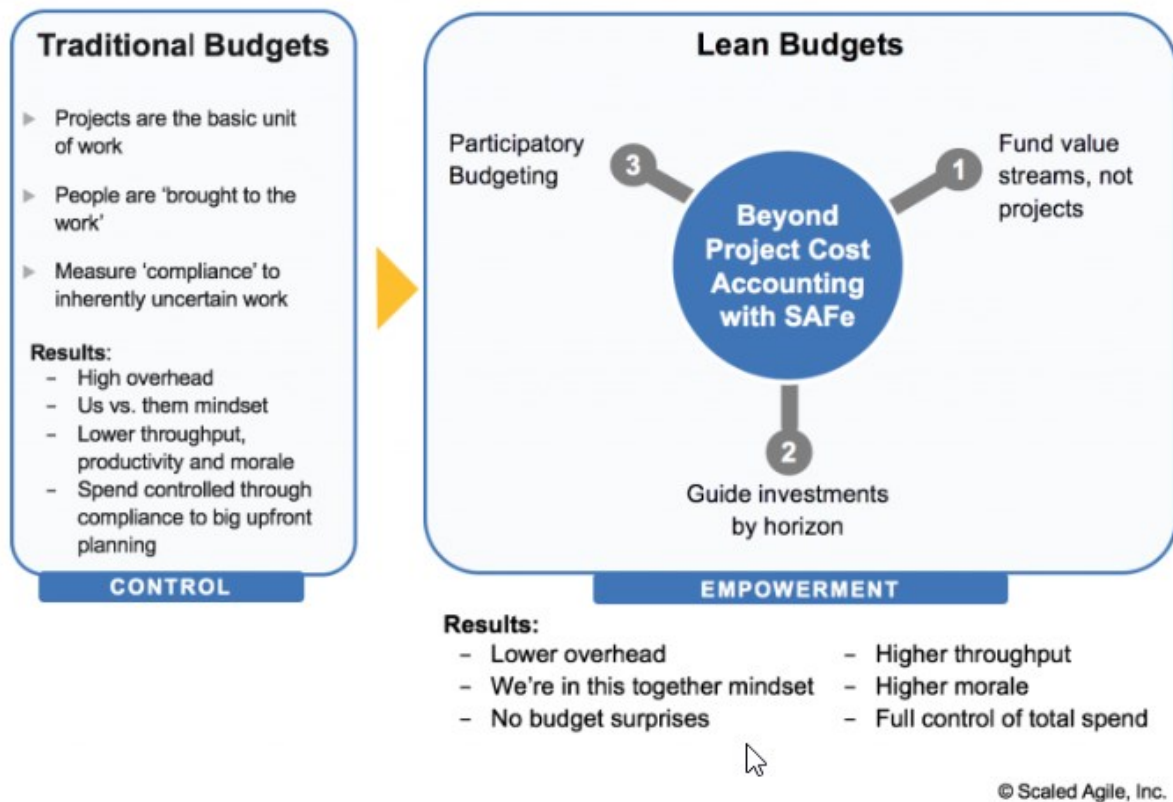 Traditional Budgets
Projects are the basic unit
of work
People are ‘brought to the
work’
Measure ‘compliance’ to
inherently uncertain work
Results:
– High overhead
– Us vs. them mindset
– Lower throughput,
productivity and morale
– Spend controlled through
compliance to big upfront
planning
CONTROL
Lean Budgets
Participatory
Budgeting
3
1
Fund value
streams, not
projects
Beyond
Project Cost
Accounting
with SAFe
2
Guide investments
by horizon
EMPOWERMENT
Results:
– Lower overhead
– We’re in this together mindset
– No budget surprises
– Higher throughput
– Higher morale
– Full control of total spend
© Scaled Agile, Inc.